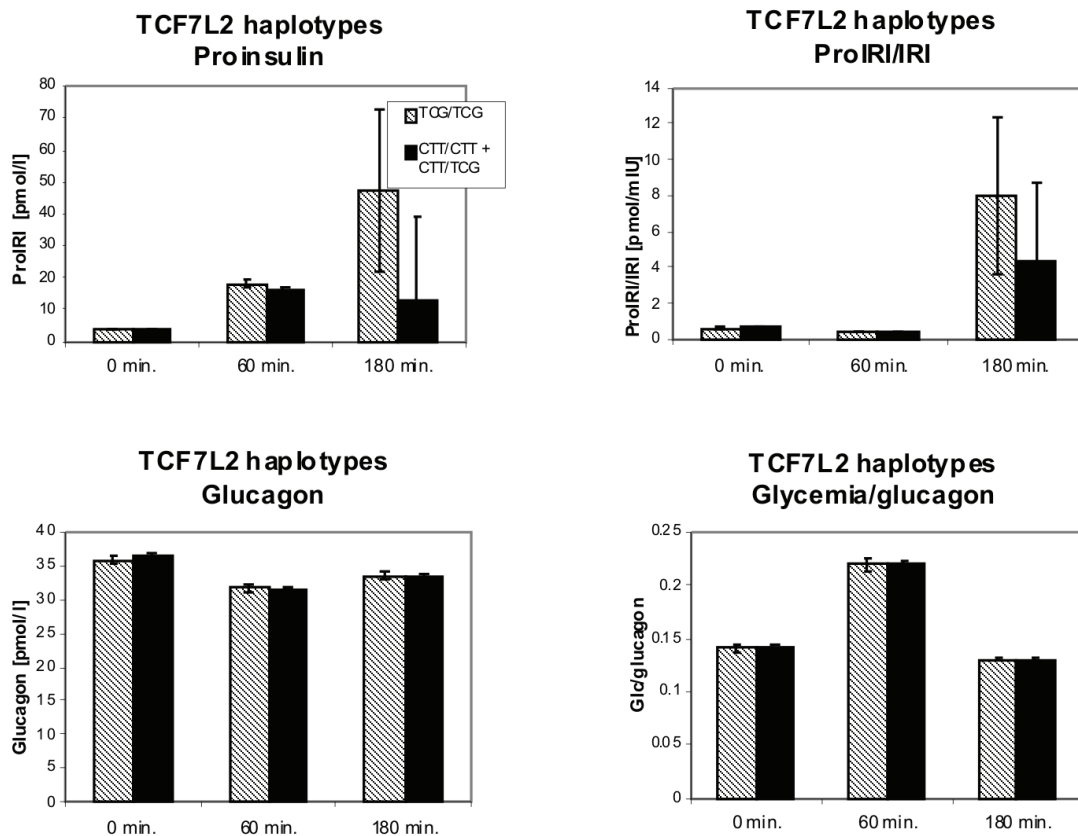 TCF7L2 haplotypes
Proinsulin
80
70
60
50
40
30
20
10
0
ProIRI [pmol/l]
TCG/TCG
CTT/CTT +
CTT/TCG
0 min.
60 min.
180 min.
TCF7L2 haplotypes
ProIRI/IRI
14
12
10
8
6
4
2
0
ProIRI/IRI [pmol/mIU]
0 min.
60 min.
180 min.
TCF7L2 haplotypes
Glucagon
40
35
30
25
20
15
10
5
0
Glucagon [pmol/l]
0 min.
60 min.
180 min.
TCF7L2 haplotypes
Glycemia/glucagon
0.25
0.2
0.15
0.1
0.05
0
Glc/glucagon
0 min.
60 min.
180 min.